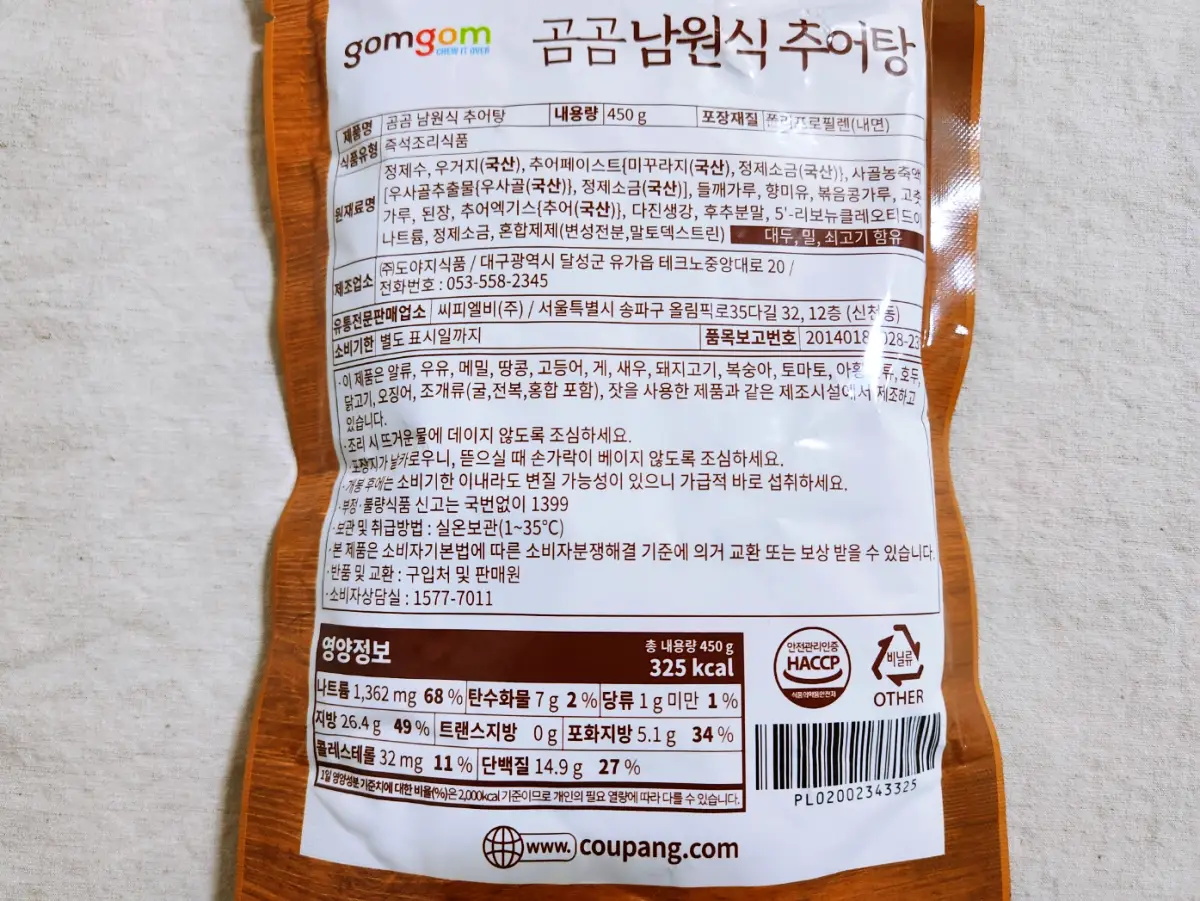 gomgom
CHEW IT OVER
곰곰 남원식 추어탕
제품명 곰곰 남원식 추어탕 내용량 450 g 포장재질 폴리프로필렌(내면)
식품유형 즉석조리식품
원재료명 정제수, 우거지(국산), 추어페이스트{미꾸라지(국산), 정제소금(국산)}, 사골농축액
[우사골추출물{우사골(국산)}, 정제소금(국산)], 들깨가루, 향미유, 볶음콩가루, 고춧
가루, 된장, 추어엑기스{추어(국산)}, 다진생강, 후추분말, 5'-리보뉴클레오티드이
나트륨, 정제소금, 혼합제제(변성전분,말토덱스트린) 대두, 밀, 쇠고기 함유
제조업소 ㈜도야지식품 / 대구광역시 달성군 유가읍 테크노중앙대로 20 /
전화번호 : 053-558-2345
유통전문판매업소 씨피엘비(주) / 서울특별시 송파구 올림픽로35다길 32, 12층 (신천동)
소비기한 별도 표시일까지 품목보고번호
·이 제품은 알류, 우유, 메밀, 땅콩, 고등어, 게, 새우, 돼지고기, 복숭아, 토마토, 호두,
닭고기, 오징어, 조개류(굴,전복,홍합 포함), 잣을 사용한 제품과 같은 제조시설에서 제조하고
있습니다.
·조리 시 뜨거운 물에 데이지 않도록 조심하세요.
·포장지가 날카로우니, 뜯으실 때 손가락이 베이지 않도록 조심하세요.
·개봉 후에는 소비기한 이내라도 변질 가능성이 있으니 가급적 바로 섭취하세요.
·부정·불량식품 신고는 국번없이 1399
·보관 및 취급방법 : 실온보관(1~35℃)
·본 제품은 소비자기본법에 따른 소비자분쟁해결 기준에 의거 교환 또는 보상 받을 수 있습니다.
·반품 및 교환 : 구입처 및 판매원
·소비자상담실 : 1577-7011
영양정보 총 내용량 450 g
325 kcal
나트륨 1,362 mg 68 % 탄수화물 7 g 2 % 당류 1 g 미만 1 %
지방 26.4 g 49 % 트랜스지방 0 g 포화지방 5.1 g 34 %
콜레스테롤 32 mg 11 % 단백질 14.9 g 27 %
1일 영양성분 기준치에 대한 비율(%)은 2,000kcal 기준이므로 개인의 필요 열량에 따라 다를 수 있습니다.
안전관리인증
HACCP
식품의약품안전처
비닐류
OTHER
PL02002343325
www. coupang.com